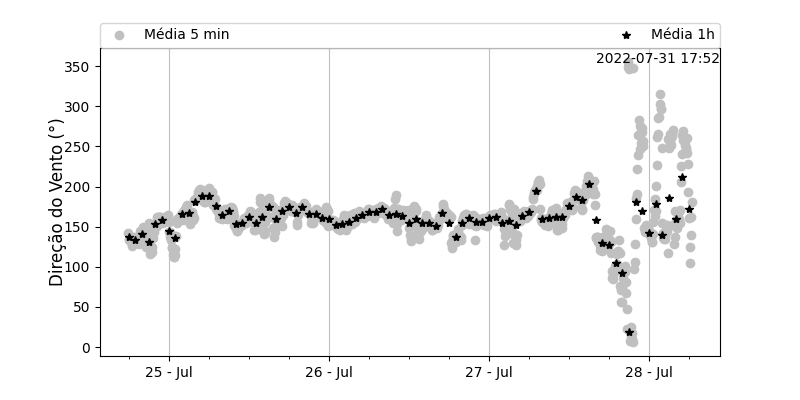 Média 5 min
Média 1h
2022-07-31 17:52
Direção do Vento (°)
350
300
250
200
150
100
50
0
25 - Jul
26 - Jul
27 - Jul
28 - Jul